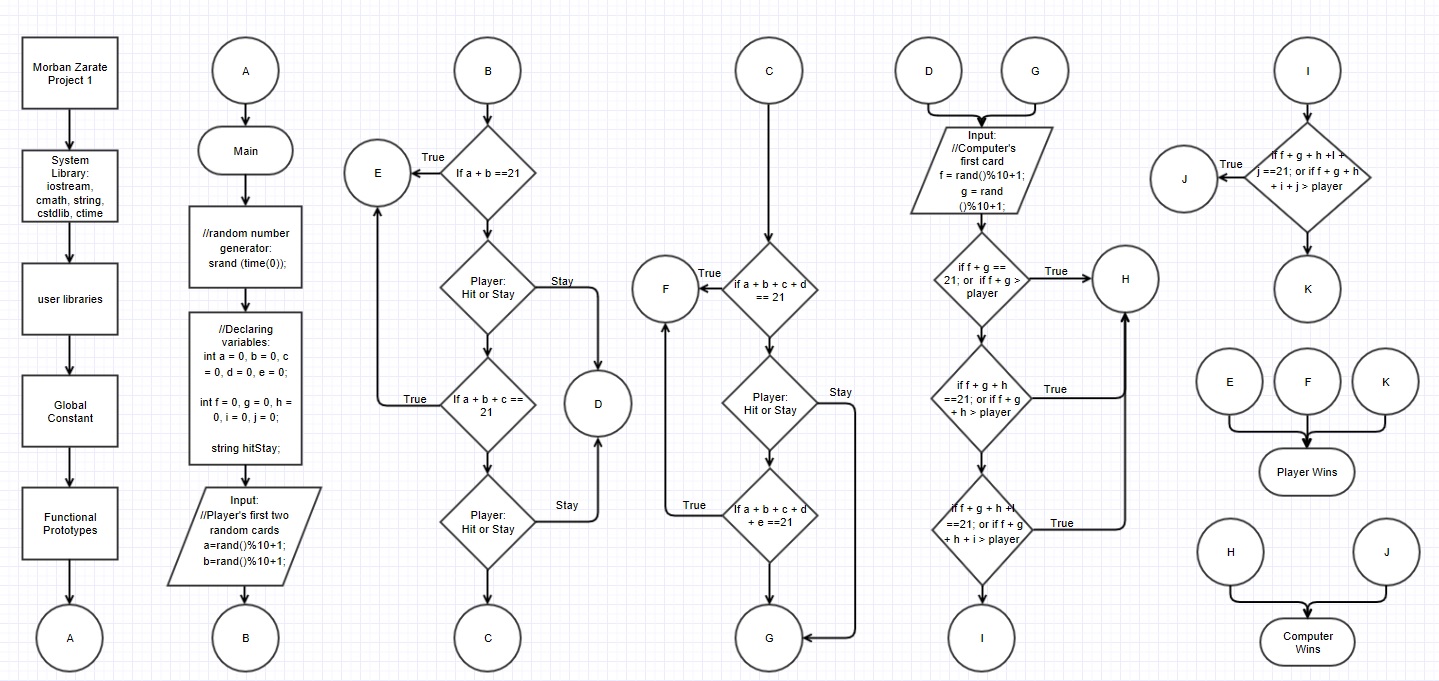 Morban Zarate
Project 1
System
Library:
iostream,
cmath, string,
cstdlib, ctime
user libraries
Global
Constant
Functional
Prototypes
A
A
Main
//random number
generator:
srand (time(0));
//Declaring
variables:
int a = 0, b = 0, c
= 0, d = 0, e = 0;
int f = 0, g = 0, h =
0, i = 0, j = 0;
string hitStay;
Input:
//Player's first two
random cards
a=rand()%10+1;
b=rand()%10+1;
B
B
If a + b ==21
True
E
Player:
Hit or Stay
Stay
If a + b + c ==
21
True
D
Player:
Hit or Stay
Stay
C
C
if a + b + c + d
== 21
True
F
Player:
Hit or Stay
Stay
If a + b + c + d
+ e ==21
True
G
D
G
Input:
//Computer's
first card
f = rand()%10+1;
g = rand
()%10+1;
if f + g ==
21; or if f + g >
player
True
H
if f + g + h
==21; or if f + g
+ h > player
True
if f + g + h +I
==21; or if f + g
+ h + i > player
True
I
I
if f + g + h +I +
j ==21; or if f + g + h
+ i + j > player
True
J
K
E
F
K
Player Wins
H
J
Computer
Wins